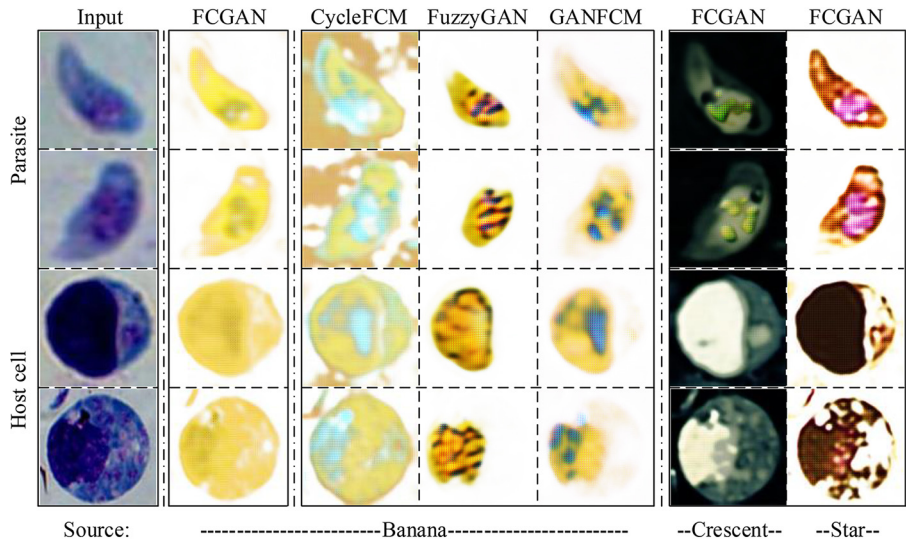 Input FCGAN CycleFCM FuzzyGAN GANFCM FCGAN FCGAN
Parasite
Host cell
Source: -----------------------Banana----------------------- --Crescent-- --Star--